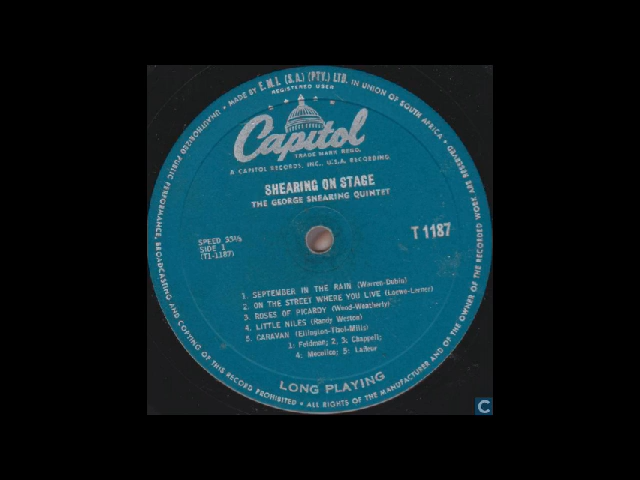 MADE BY E.M.I. (S.A.) (PTY.) LTD. IN UNION OF SOUTH AFRICA •
REGISTERED USER
Capitol
TRADE MARK REGD.
A CAPITOL RECORDS, INC., U.S.A. RECORDING
SHEARING ON STAGE
THE GEORGE SHEARING QUINTET
T 1187
SPEED 33⅓
SIDE 1
(T1-1187)
1. SEPTEMBER IN THE RAIN (Warren-Dubin)
2. ON THE STREET WHERE YOU LIVE (Loewe-Lerner)
3. ROSES OF PICARDY (Wood-Weatherly)
4. LITTLE NILES (Randy Weston)
5. CARAVAN (Ellington-Tizol-Mills)
1: Feldman; 2, 3: Chappell;
4: Mecolico; 5: Lafleur
LONG PLAYING
• ALL RIGHTS OF THE MANUFACTURER AND OF THE OWNER OF THE RECORDED WORK ARE RESERVED
UNAUTHORIZED PUBLIC PERFORMANCE, BROADCASTING AND COPYING OF THIS RECORD PROHIBITED
C